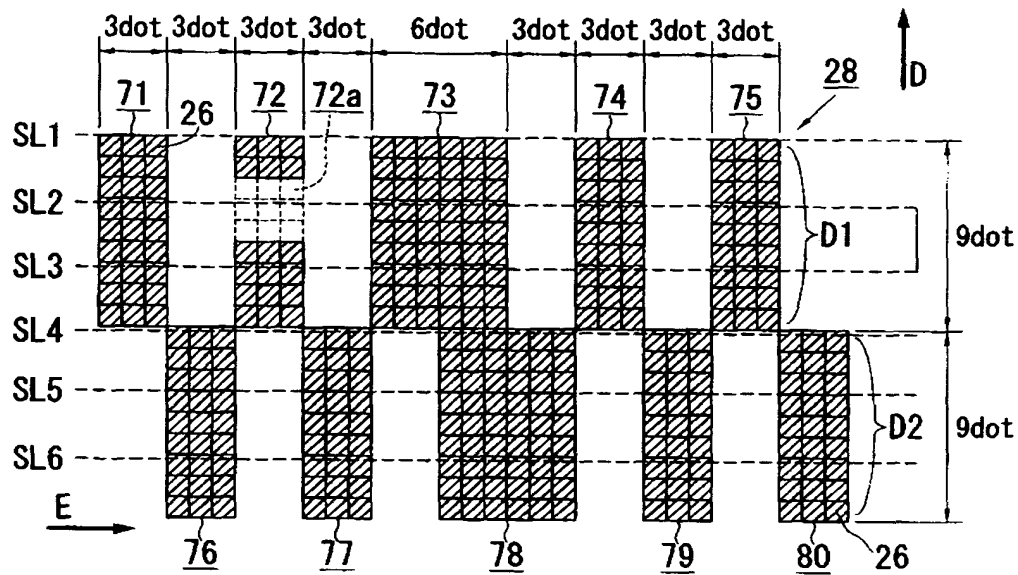 3dot 3dot 3dot 3dot 6dot 3dot 3dot 3dot 3dot
D
71 26 72 72a 73 74 75 28
SL1
SL2
D1 9dot
SL3
SL4
SL5
D2 9dot
SL6
E
76 77 78 79 80 26